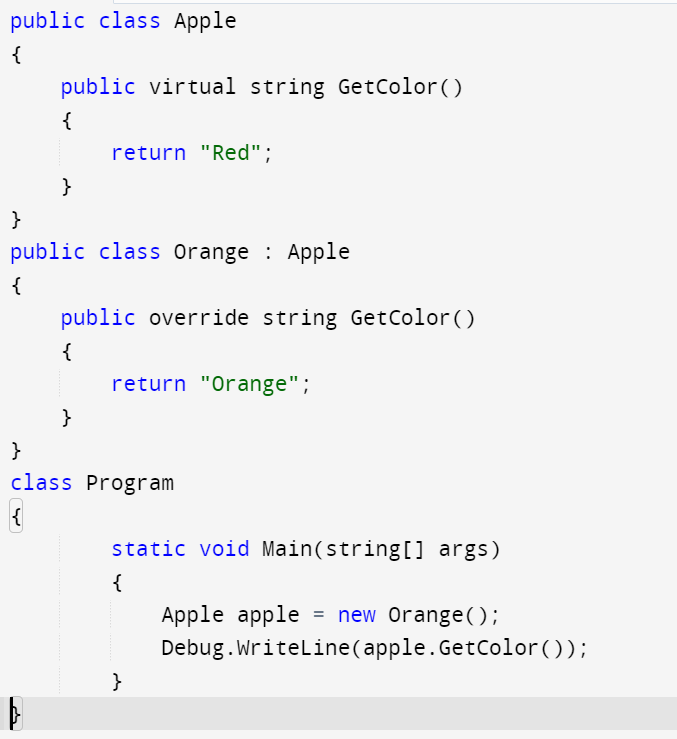 public class Apple
{
    public virtual string GetColor()
    {
        return "Red";
    }
}
public class Orange : Apple
{
    public override string GetColor()
    {
        return "Orange";
    }
}
class Program
{
        static void Main(string[] args)
        {
            Apple apple = new Orange();
            Debug.WriteLine(apple.GetColor());
        }
}